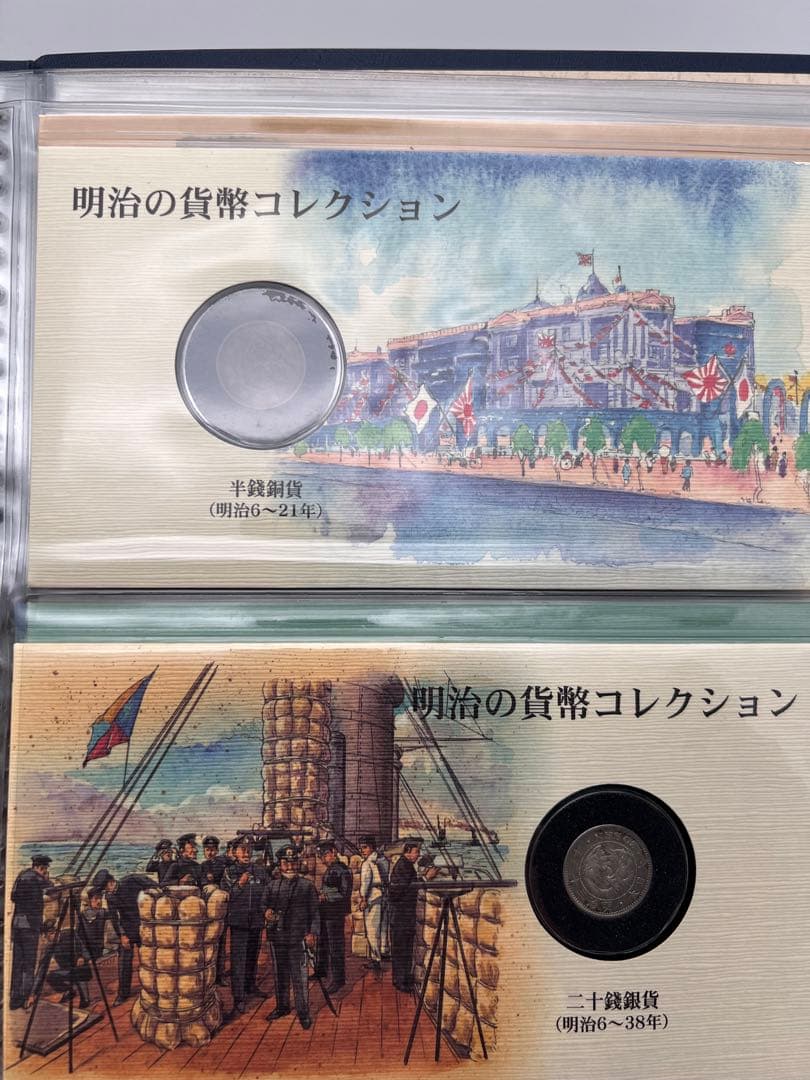 明治の貨幣コレクション
半錢銅貨
(明治6〜21年)
明治の貨幣コレクション
二十錢銀貨
(明治6〜38年)